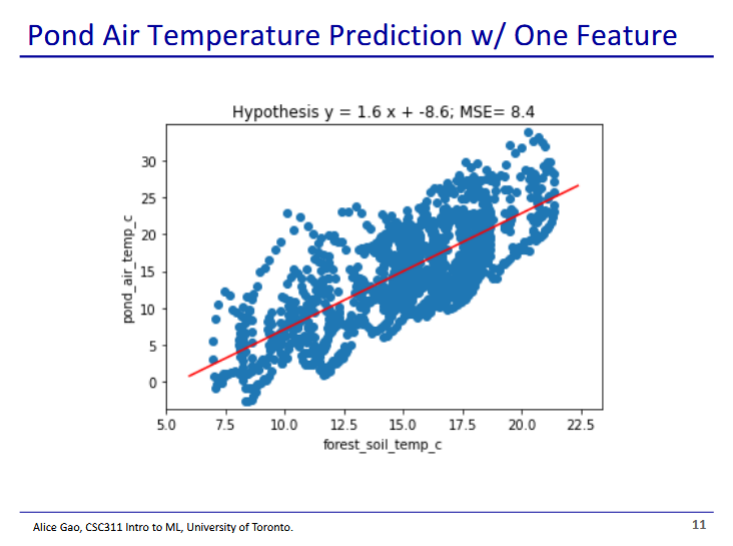 Pond Air Temperature Prediction w/ One Feature
Hypothesis y = 1.6 x + -8.6; MSE= 8.4
30
25
20
15
10
5
0
pond_air_temp_c
5.0 7.5 10.0 12.5 15.0 17.5 20.0 22.5
forest_soil_temp_c
Alice Gao, CSC311 Intro to ML, University of Toronto.
11